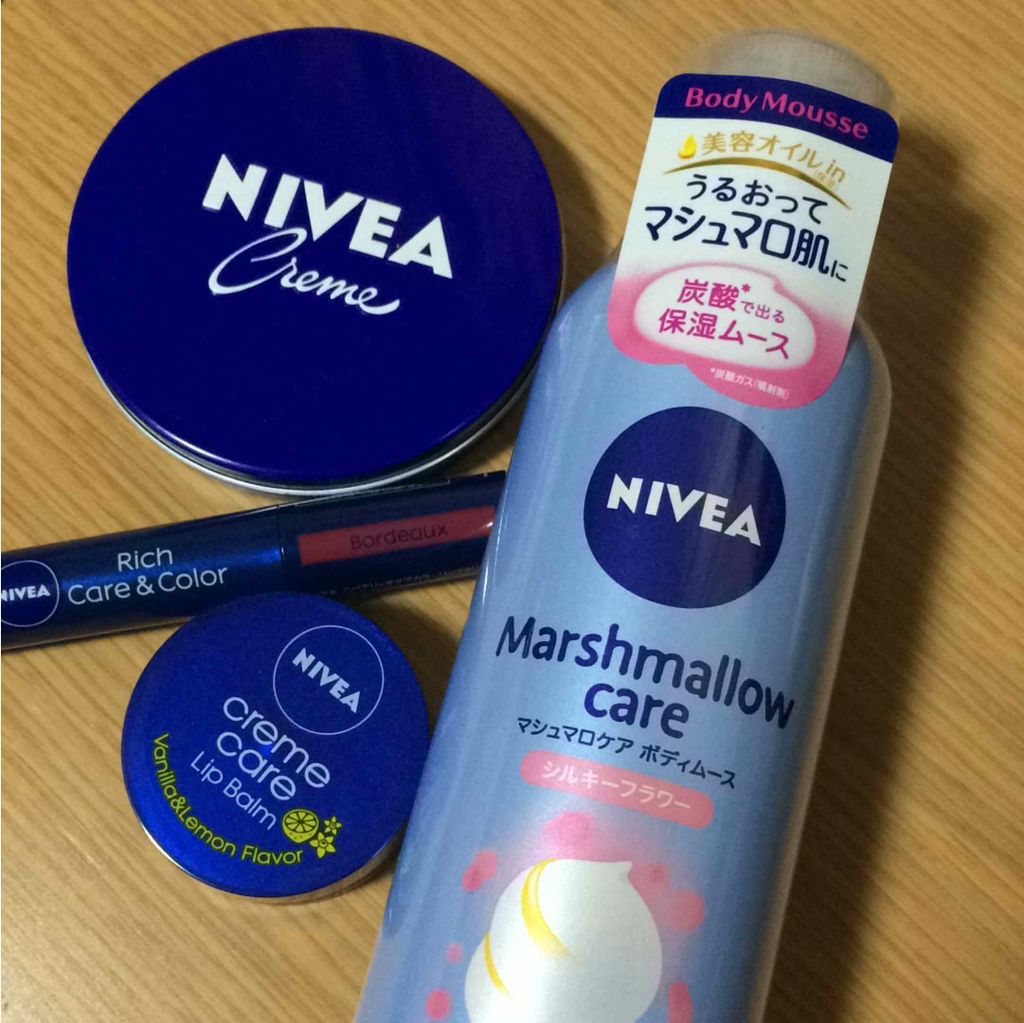 NIVEA
Creme
Body Mousse
美容オイルin
うるおって
マシュマロ肌に
炭酸*で出る
保湿ムース
*炭酸ガス(噴射剤)
NIVEA
Marshmallow
care
マシュマロケア ボディムース
シルキーフラワー
NIVEA
Rich
Care & Color
Bordeaux
NIVEA
creme
care
Lip Balm
Vanilla&Lemon Flavor